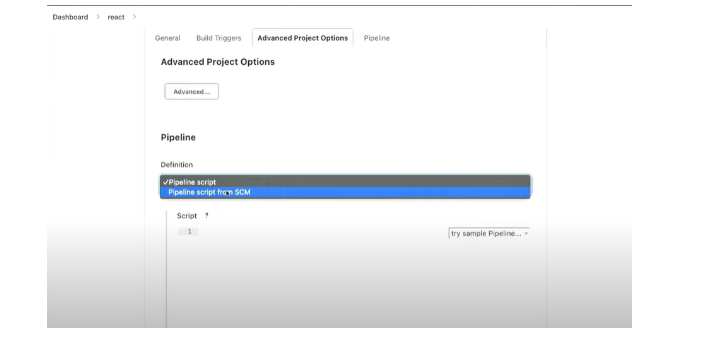 Dashboard > react >
General Build Triggers Advanced Project Options Pipeline
Advanced Project Options
Advanced...
Pipeline
Definition
✓Pipeline script
Pipeline script from SCM
Script ?
1
try sample Pipeline...